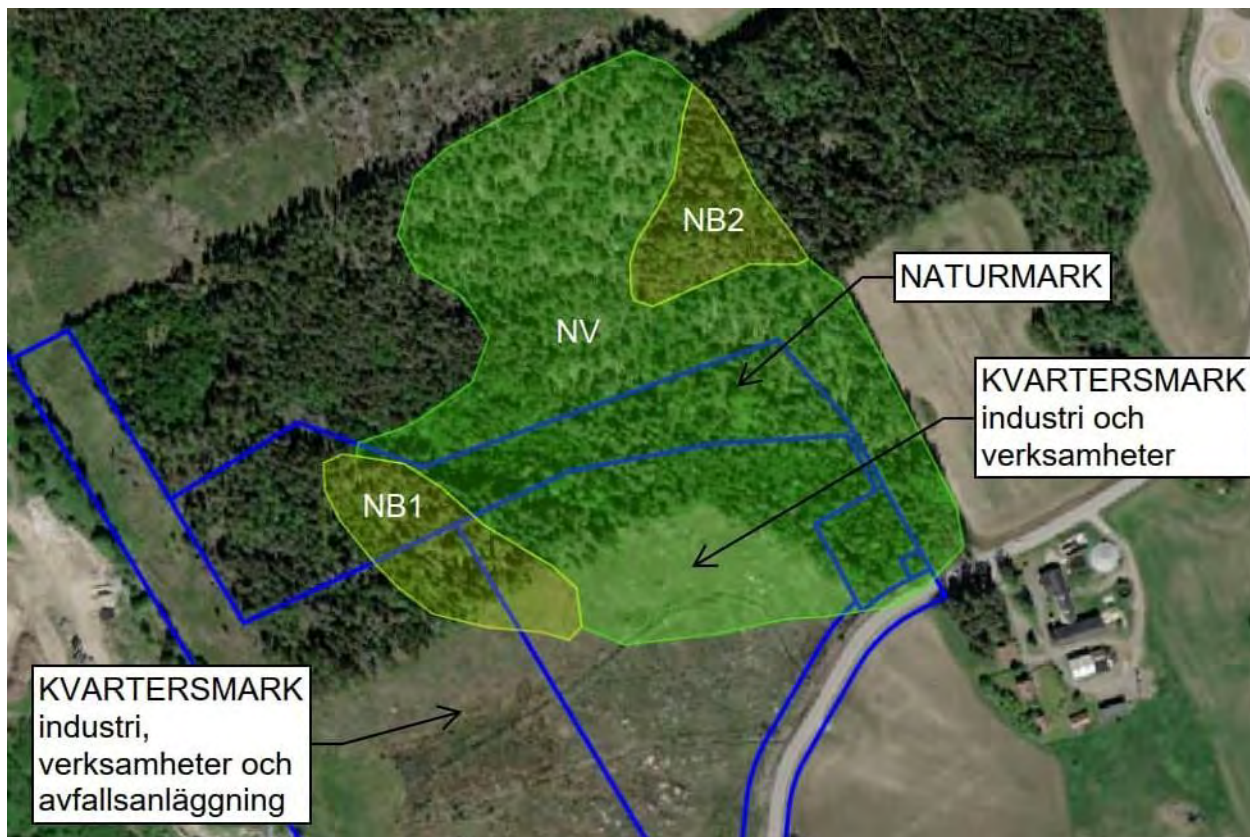 NB2
NATURMARK
NV
KVARTERSMARK
industri och
verksamheter
NB1
KVARTERSMARK
industri,
verksamheter och
avfallsanläggning